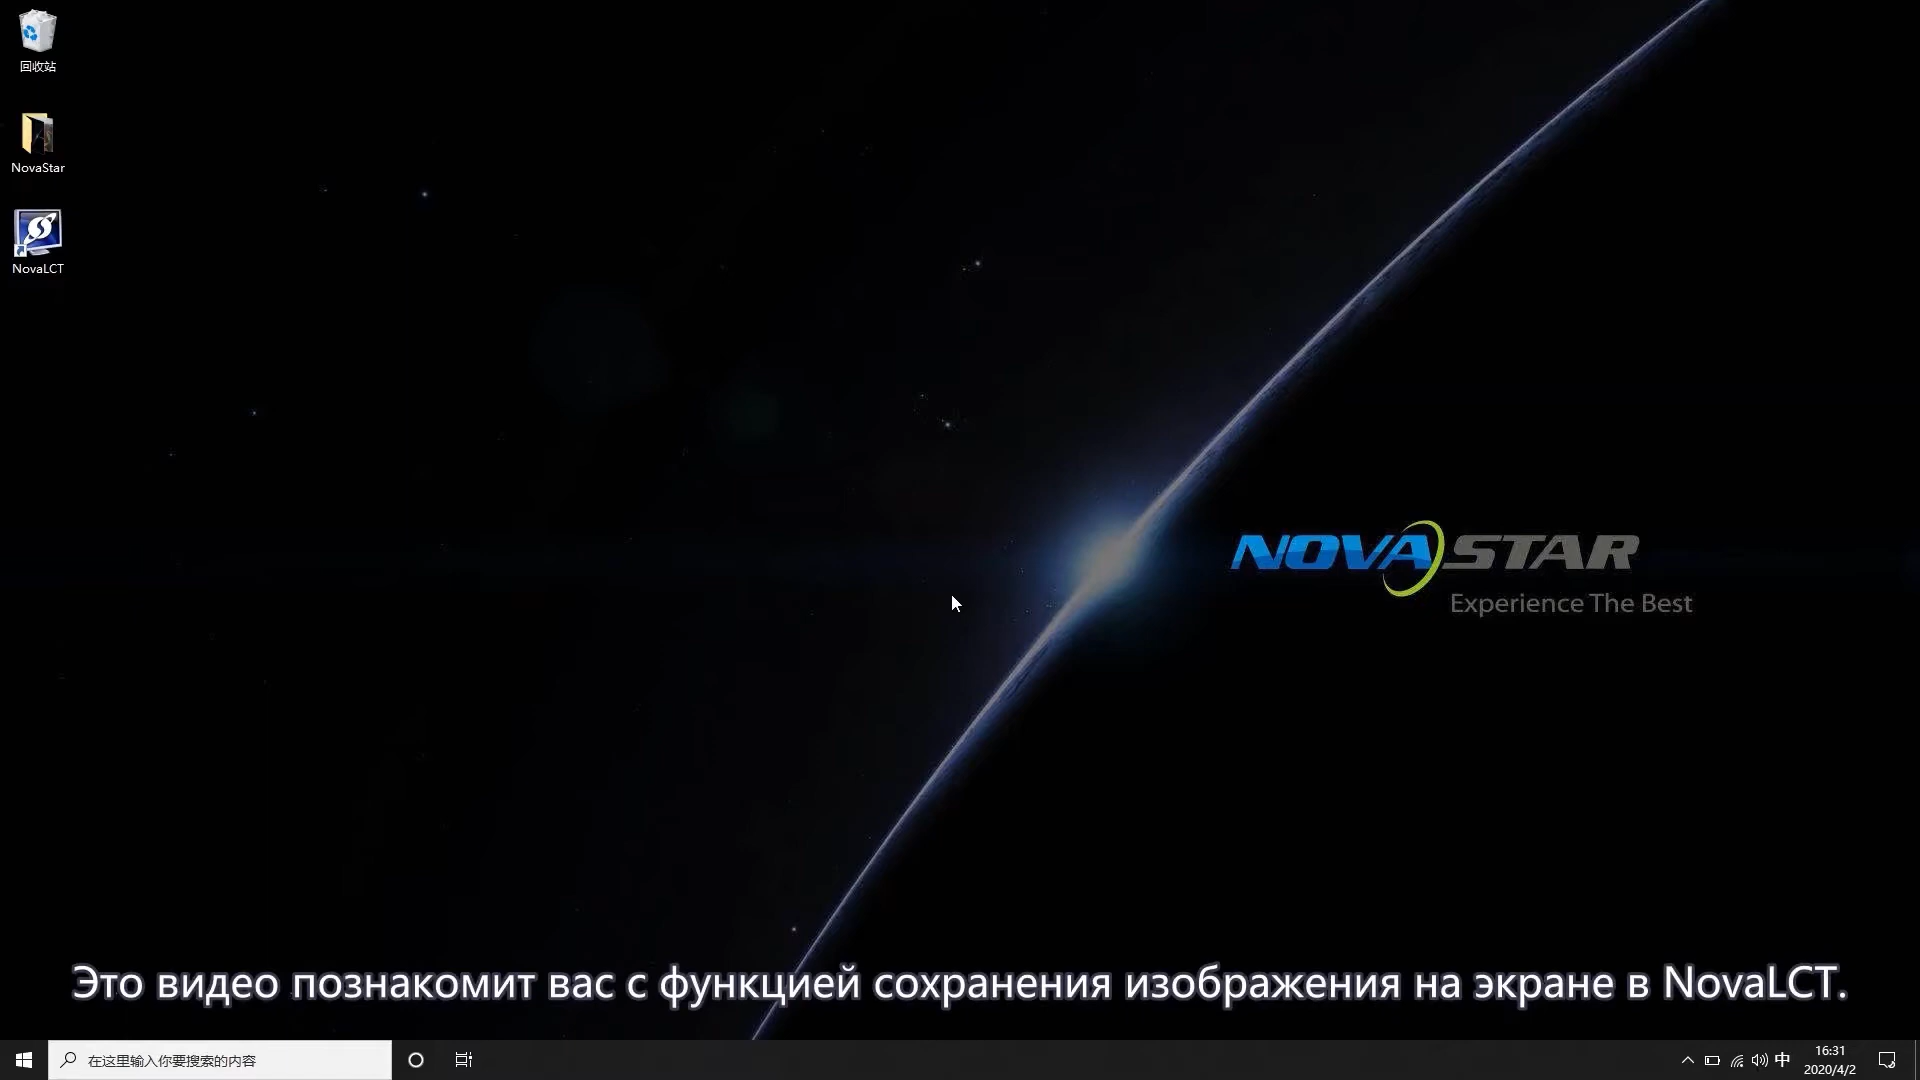 回收站
NovaStar
NovaLCT
NOVASTAR
Experience The Best
Это видео познакомит вас с функцией сохранения изображения на экране в NovaLCT.
在这里输入你要搜索的内容
中
16:31
2020/4/2